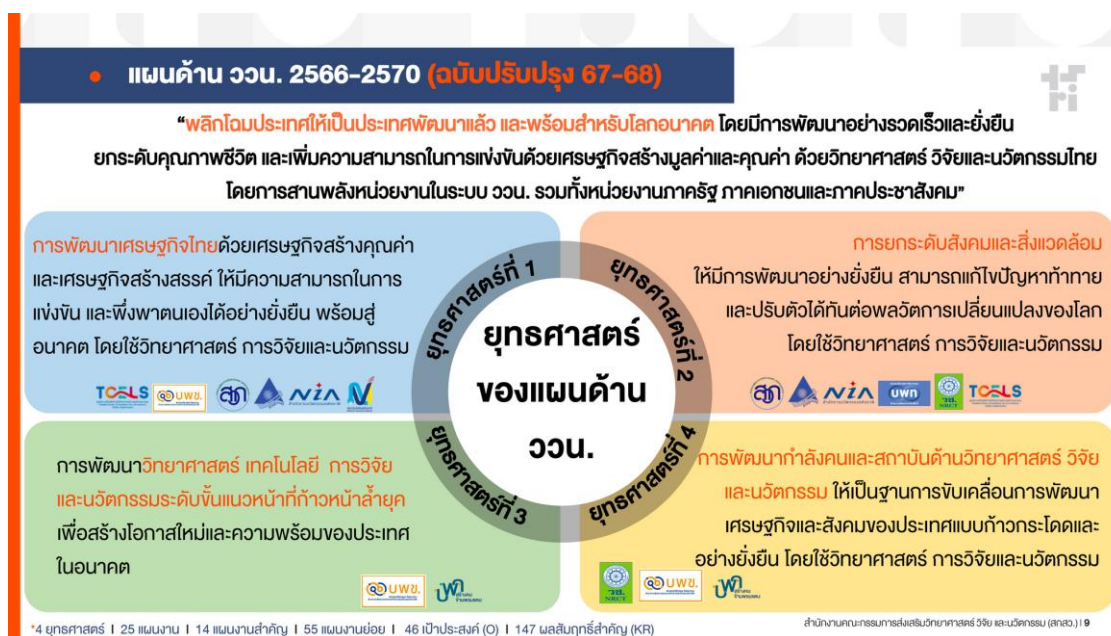 • แผนด้าน ววน. 2566-2570 (ฉบับปรับปรุง 67-68)
"พลิกโฉมประเทศให้เป็นประเทศพัฒนาแล้ว และพร้อมสำหรับโลกอนาคต โดยมีการพัฒนาอย่างรวดเร็วและยั่งยืน
ยกระดับคุณภาพชีวิต และเพิ่มความสามารถในการแข่งขันด้วยเศรษฐกิจสร้างมูลค่าและคุณค่า ด้วยวิทยาศาสตร์ วิจัยและนวัตกรรมไทย
โดยการสานพลังหน่วยงานในระบบ ววน. รวมทั้งหน่วยงานภาครัฐ ภาคเอกชนและภาคประชาสังคม"
การพัฒนาเศรษฐกิจไทยด้วยเศรษฐกิจสร้างคุณค่า
และเศรษฐกิจสร้างสรรค์ ให้มีความสามารถในการ
แข่งขัน และพึ่งพาตนเองได้อย่างยั่งยืน พร้อมสู่
อนาคต โดยใช้วิทยาศาสตร์ การวิจัยและนวัตกรรม
TCELS บพข. สก NIA
ยุทธศาสตร์ที่ 1
การยกระดับสังคมและสิ่งแวดล้อม
ให้มีการพัฒนาอย่างยั่งยืน สามารถแก้ไขปัญหาท้าทาย
และปรับตัวได้ทันต่อพลวัตการเปลี่ยนแปลงของโลก
โดยใช้วิทยาศาสตร์ การวิจัยและนวัตกรรม
สก NIA บพท วช. NRCT TCELS
ยุทธศาสตร์ที่ 2
ยุทธศาสตร์
ของแผนด้าน
ววน.
การพัฒนาวิทยาศาสตร์ เทคโนโลยี การวิจัย
และนวัตกรรมระดับขั้นแนวหน้าที่ก้าวหน้าล้ำยุค
เพื่อสร้างโอกาสใหม่และความพร้อมของประเทศ
ในอนาคต
บพข. บพค
ยุทธศาสตร์ที่ 3
การพัฒนากำลังคนและสถาบันด้านวิทยาศาสตร์ วิจัย
และนวัตกรรม ให้เป็นฐานการขับเคลื่อนการพัฒนา
เศรษฐกิจและสังคมของประเทศแบบก้าวกระโดดและ
อย่างยั่งยืน โดยใช้วิทยาศาสตร์ การวิจัยและนวัตกรรม
วช. NRCT บพข. บพค
ยุทธศาสตร์ที่ 4
*4 ยุทธศาสตร์ I 25 แผนงาน I 14 แผนงานสำคัญ I 55 แผนงานย่อย I 46 เป้าประสงค์ (O) I 147 ผลสัมฤทธิ์สำคัญ (KR)
สำนักงานคณะกรรมการส่งเสริมวิทยาศาสตร์ วิจัย และนวัตกรรม (สกสว.) | 9